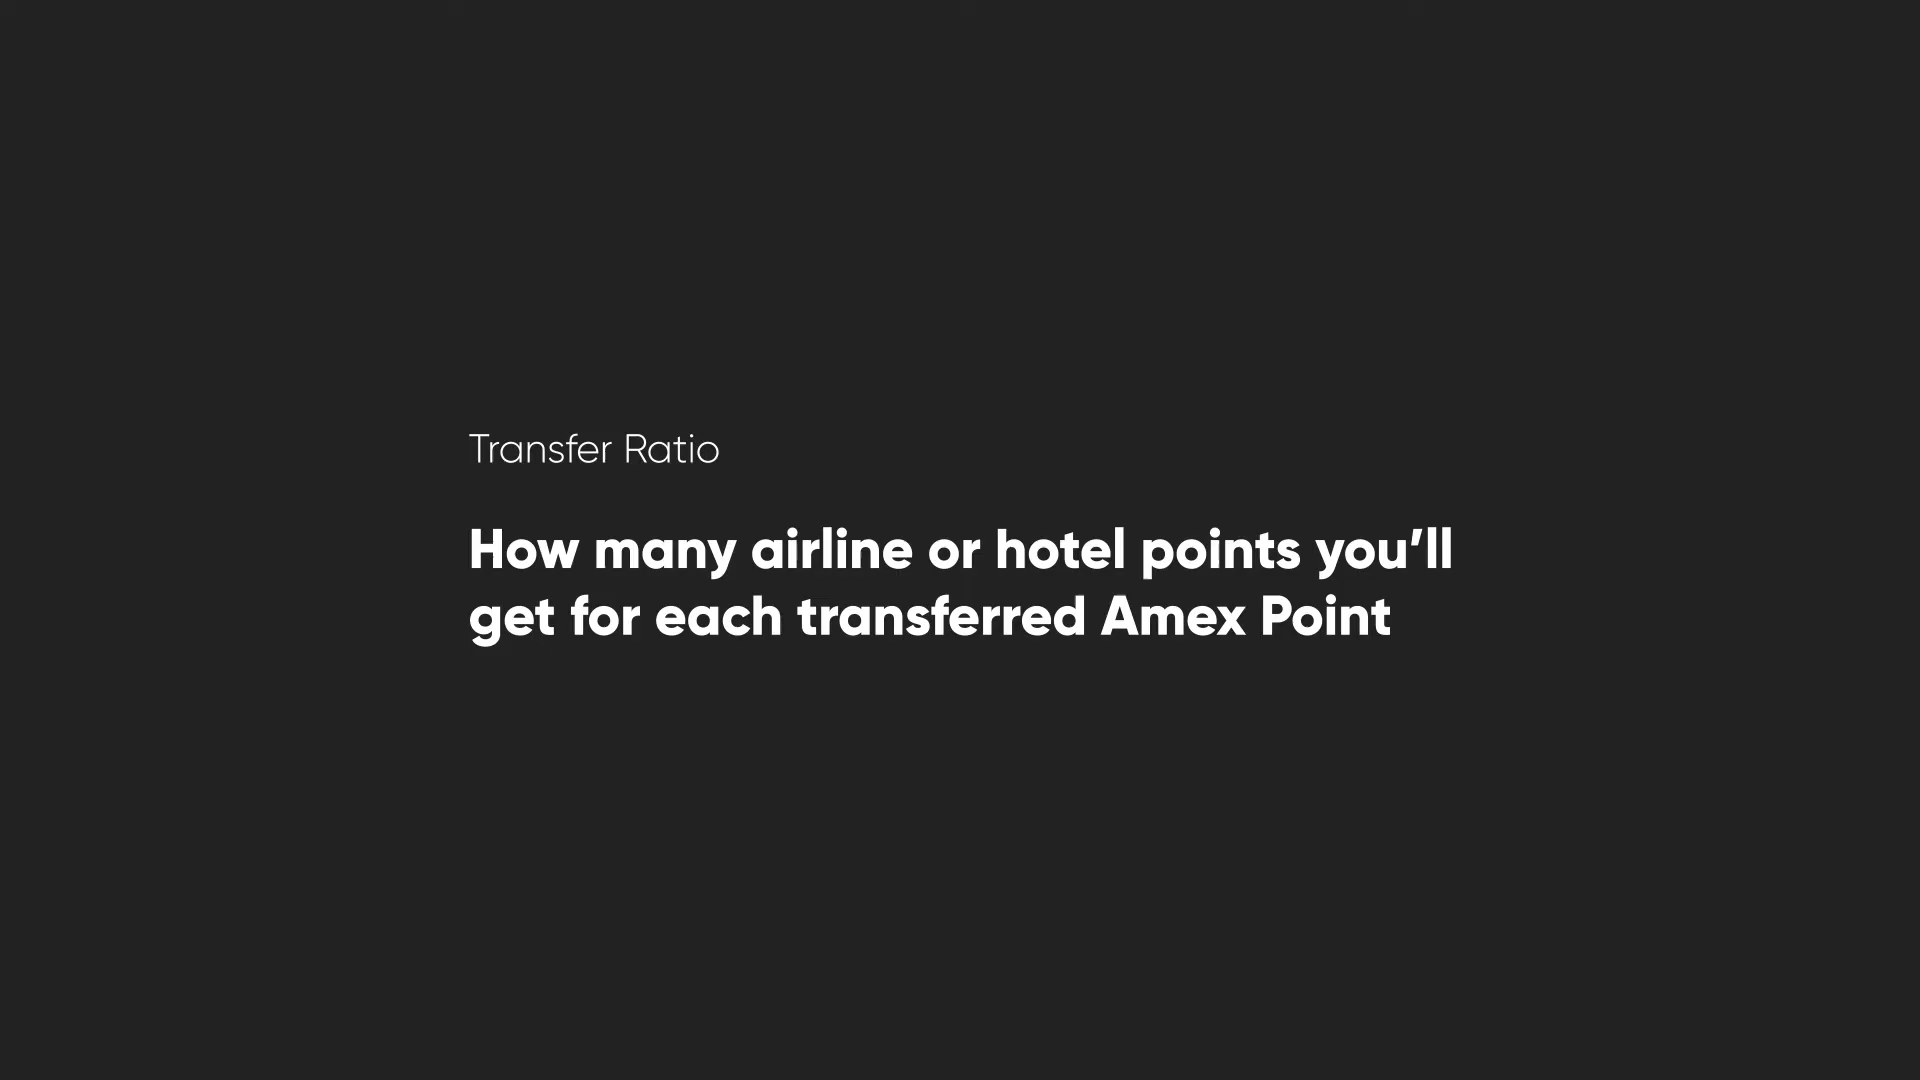 Transfer Ratio
How many airline or hotel points you’ll
get for each transferred Amex Point